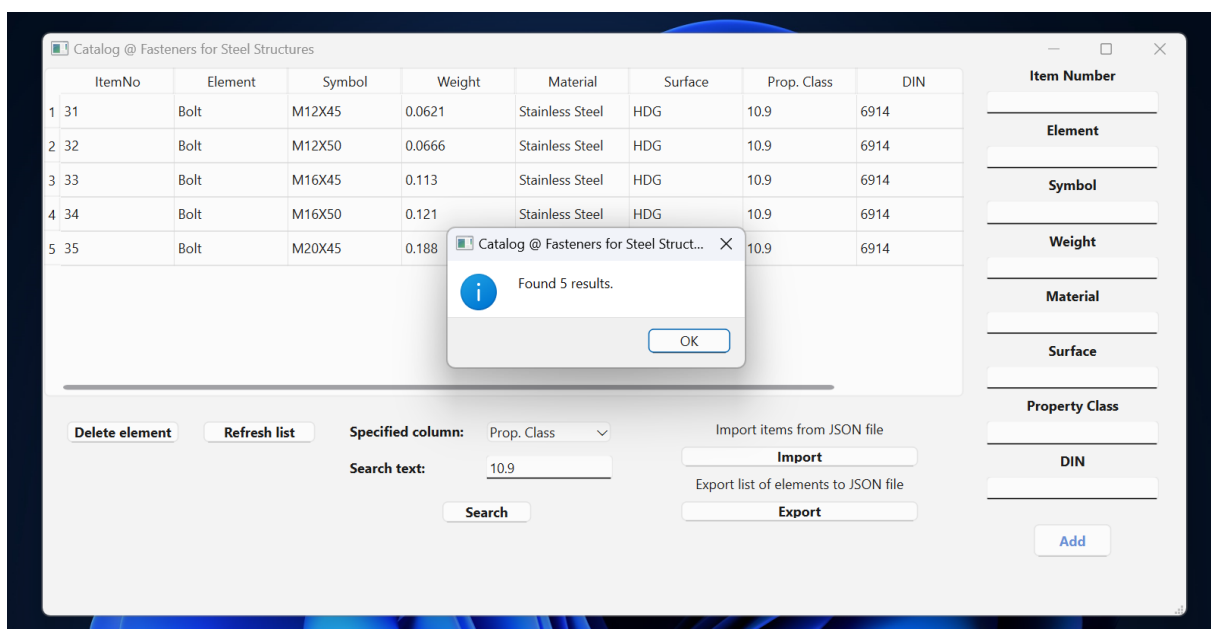 Catalog @ Fasteners for Steel Structures
ItemNo Element Symbol Weight Material Surface Prop. Class DIN
1 31 Bolt M12X45 0.0621 Stainless Steel HDG 10.9 6914
2 32 Bolt M12X50 0.0666 Stainless Steel HDG 10.9 6914
3 33 Bolt M16X45 0.113 Stainless Steel HDG 10.9 6914
4 34 Bolt M16X50 0.121 Stainless Steel HDG 10.9 6914
5 35 Bolt M20X45 0.188 10.9 6914
Catalog @ Fasteners for Steel Struct...
Found 5 results.
OK
Delete element
Refresh list
Specified column: Prop. Class
Search text: 10.9
Search
Import items from JSON file
Import
Export list of elements to JSON file
Export
Item Number
Element
Symbol
Weight
Material
Surface
Property Class
DIN
Add